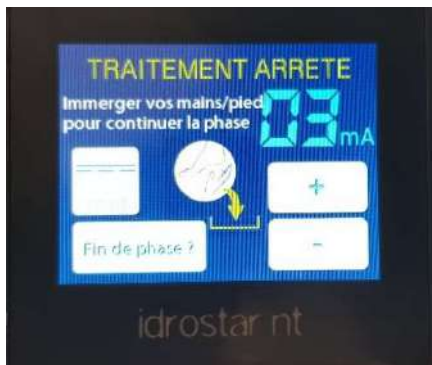 TRAITEMENT ARRETE
Immerger vos mains/pied
pour continuer la phase
03 mA
+
Fin de phase ?
-
idrostar nt